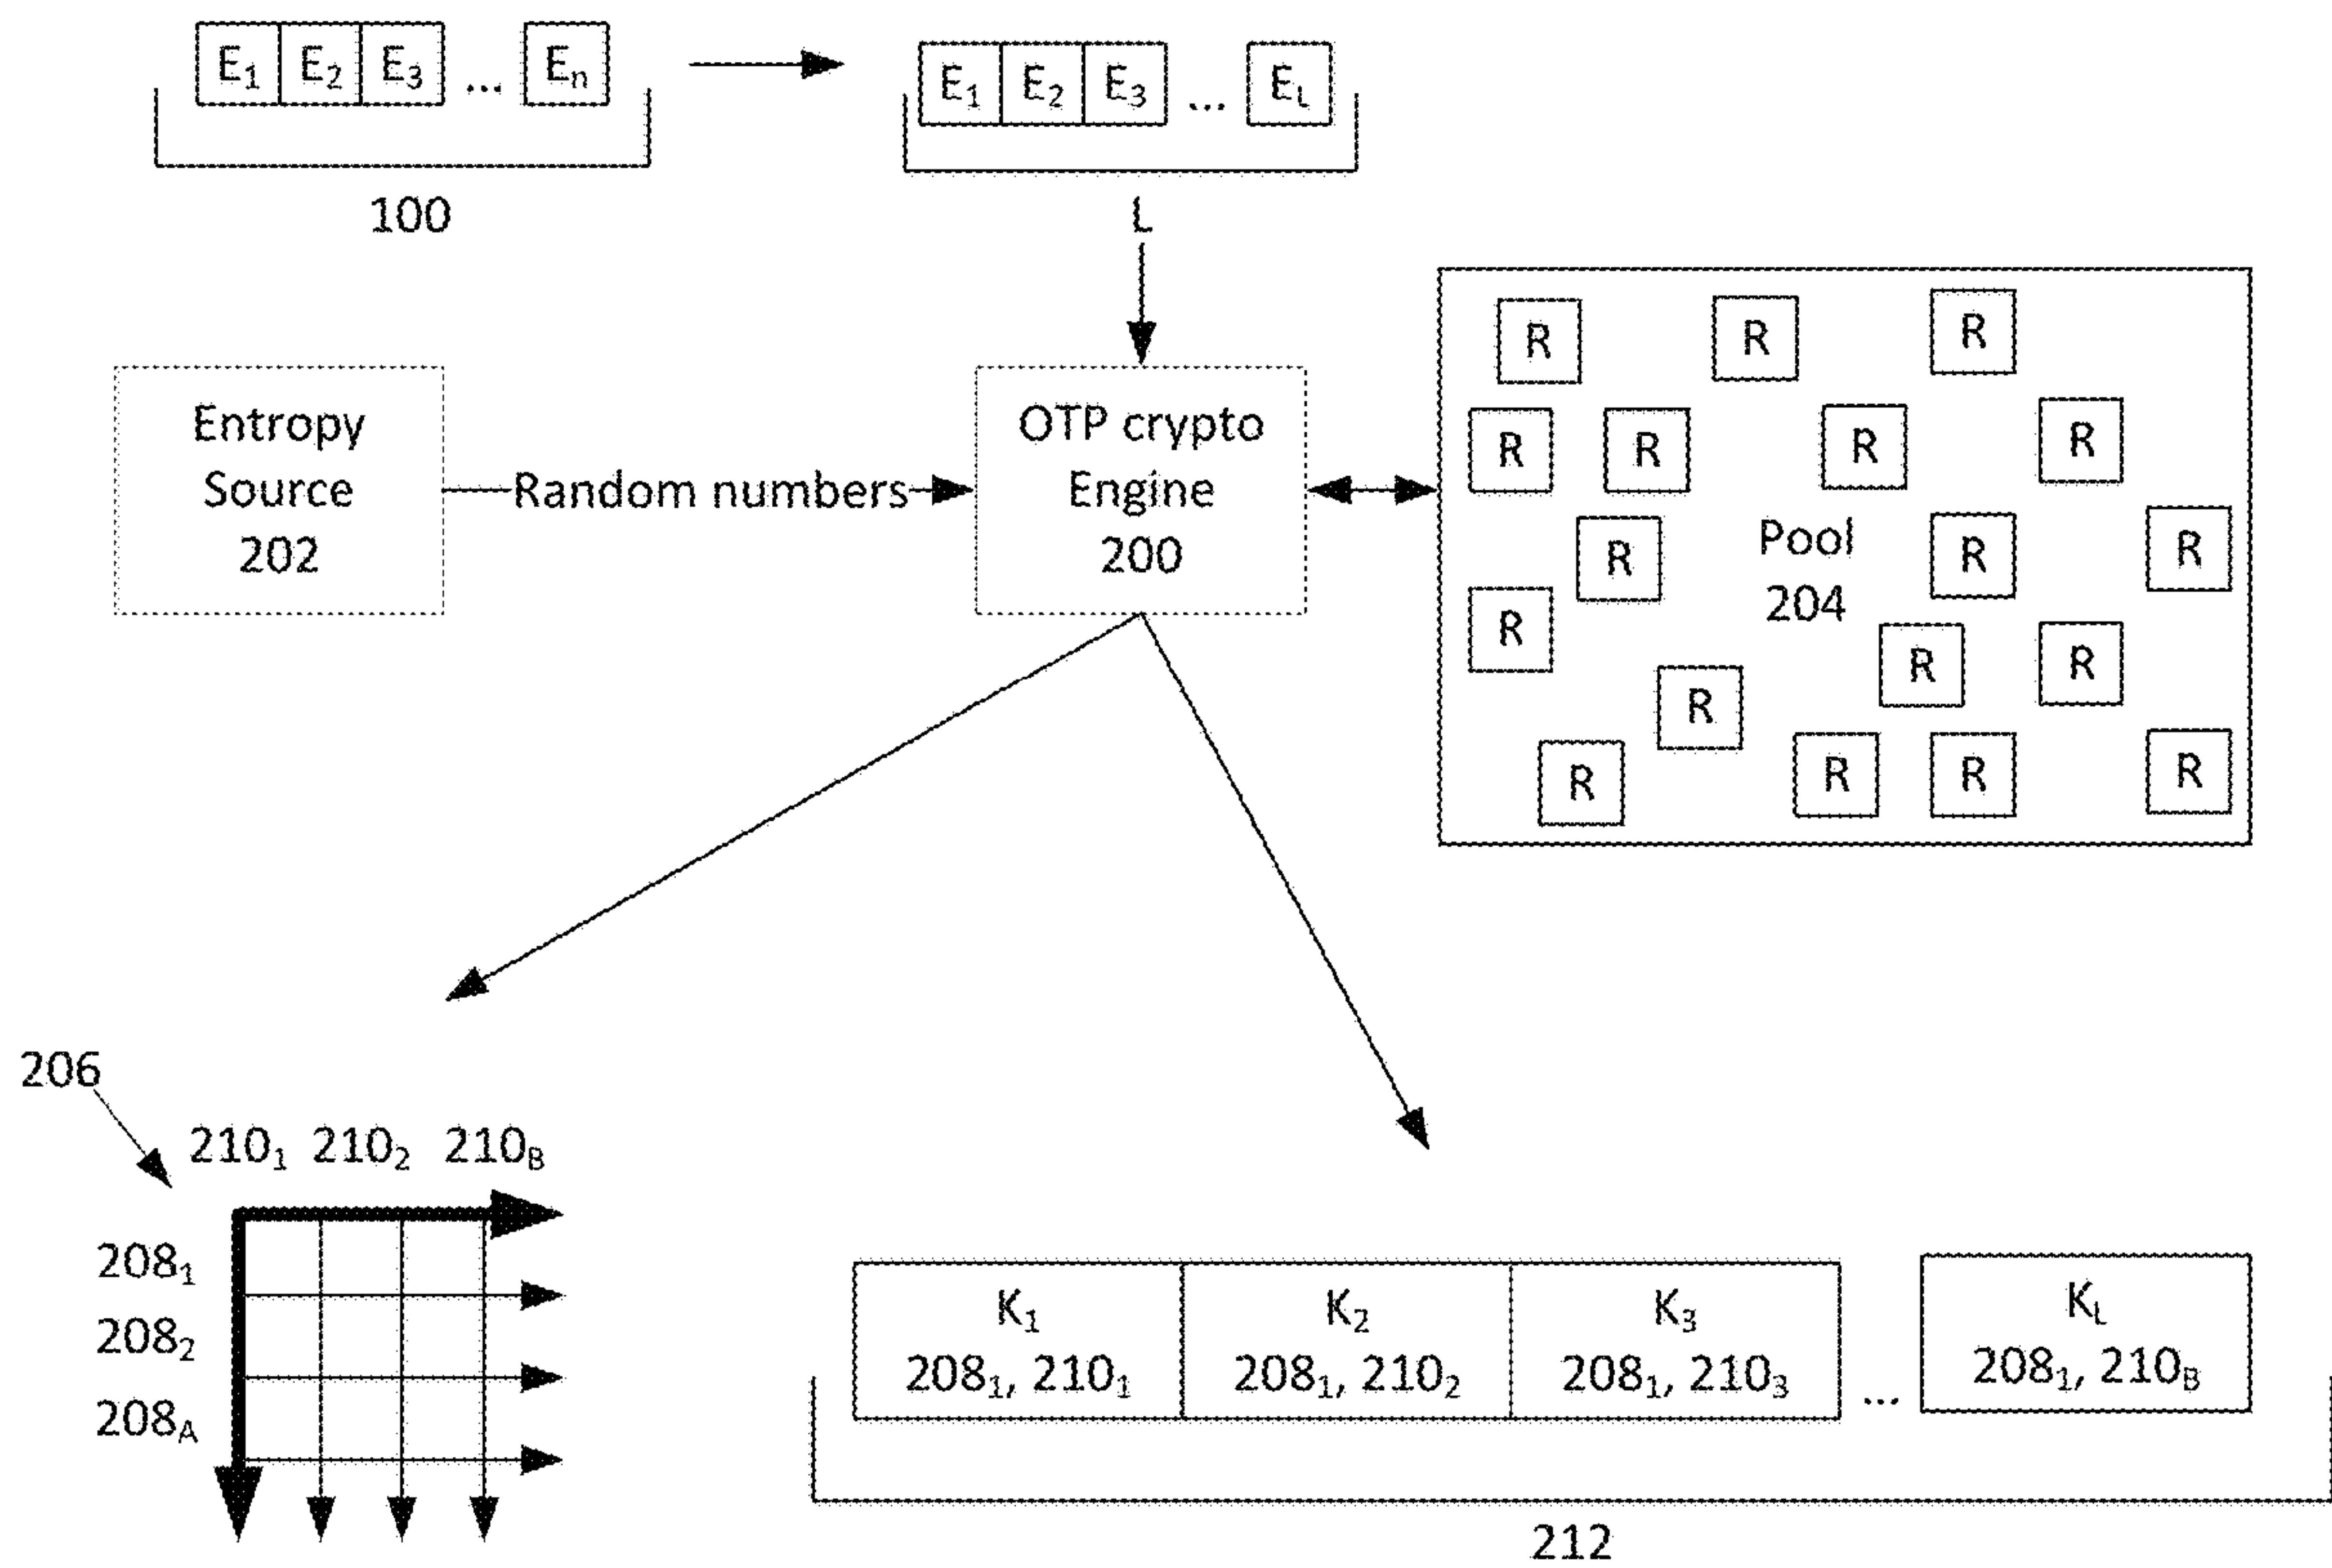 E1 E2 E3 ... En
E1 E2 E3 ... EL
100
L
Entropy
Source
202
Random numbers
OTP crypto
Engine
200
R R R
R R R R
R R R
Pool
204
R
R R
R
R R R R
206
2101 2102 210B
2081
2082
208A
K1 K2 K3 ... KL
2081, 2101 2081, 2102 2081, 2103 2081, 210B
212